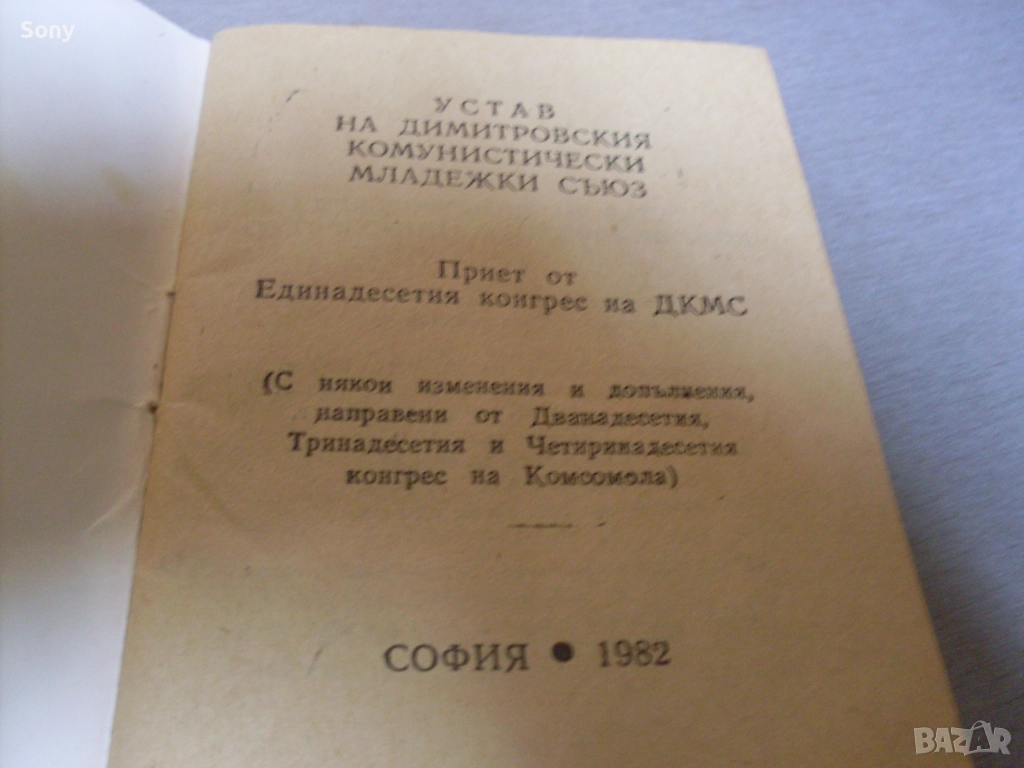 Sony
УСТАВ
НА ДИМИТРОВСКИЯ
КОМУНИСТИЧЕСКИ
МЛАДЕЖКИ СЪЮЗ
Приет от
Единадесетия конгрес на ДКМС
(С някои изменения и допълнения,
направени от Дванадесетия,
Тринадесетия и Четиринадесетия
конгрес на Комсомола)
СОФИЯ • 1982
BAZAR